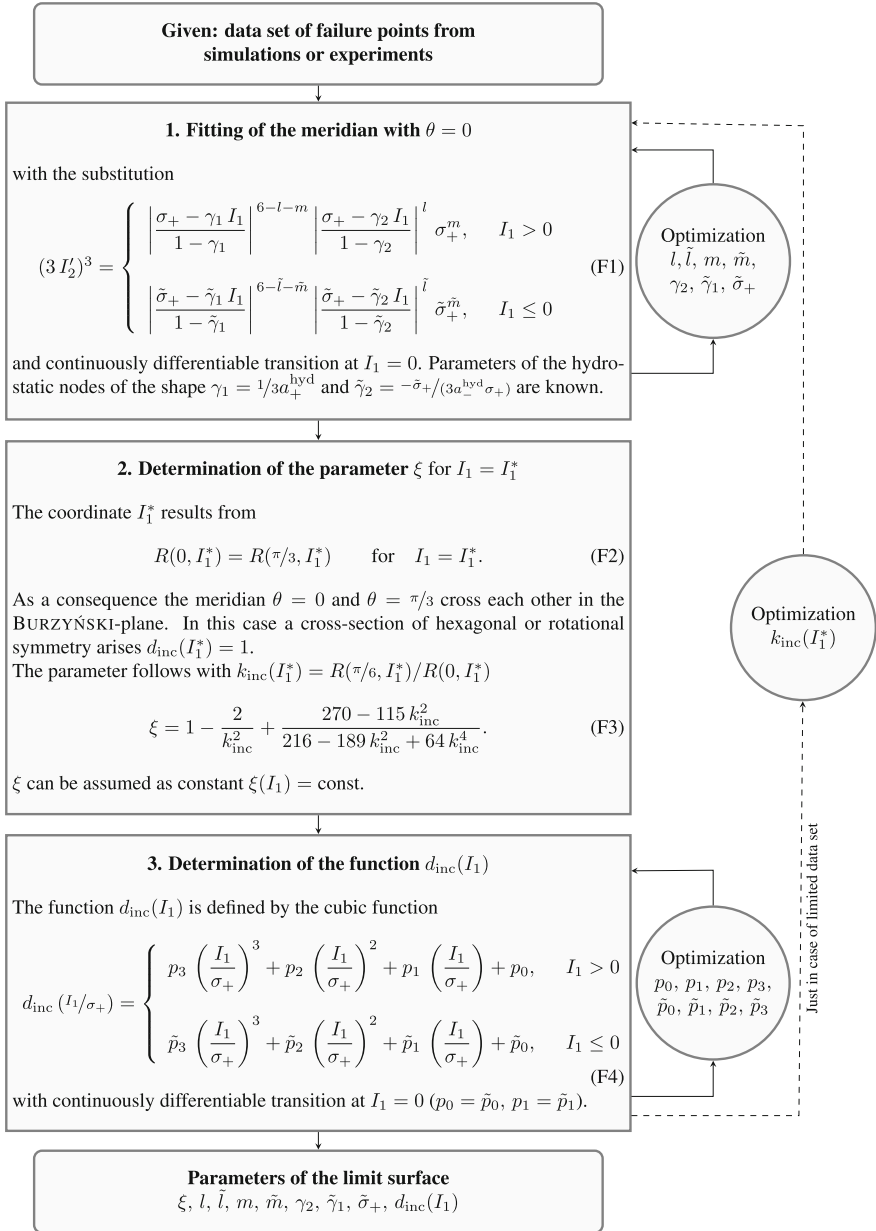 Given: data set of failure points from
simulations or experiments
1. Fitting of the meridian with θ = 0
with the substitution
(3 I′₂)³ = { |(σ₊ − γ₁ I₁)/(1 − γ₁)|^(6−l−m) |(σ₊ − γ₂ I₁)/(1 − γ₂)|^l σ₊^m, I₁ > 0
|(σ̃₊ − γ̃₁ I₁)/(1 − γ̃₁)|^(6−l̃−m̃) |(σ̃₊ − γ̃₂ I₁)/(1 − γ̃₂)|^l̃ σ̃₊^m̃, I₁ ≤ 0 (F1)
and continuously differentiable transition at I₁ = 0. Parameters of the hydro-
static nodes of the shape γ₁ = 1/3a₊^hyd and γ̃₂ = −σ̃₊/(3a₋^hyd σ₊) are known.
Optimization
l, l̃, m, m̃,
γ₂, γ̃₁, σ̃₊
2. Determination of the parameter ξ for I₁ = I₁*
The coordinate I₁* results from
R(0, I₁*) = R(π/3, I₁*) for I₁ = I₁*. (F2)
As a consequence the meridian θ = 0 and θ = π/3 cross each other in the
BURZYŃSKI-plane. In this case a cross-section of hexagonal or rotational
symmetry arises d_inc(I₁*) = 1.
The parameter follows with k_inc(I₁*) = R(π/6, I₁*)/R(0, I₁*)
ξ = 1 − 2/k_inc² + (270 − 115 k_inc²)/(216 − 189 k_inc² + 64 k_inc⁴). (F3)
ξ can be assumed as constant ξ(I₁) = const.
Optimization
k_inc(I₁*)
3. Determination of the function d_inc(I₁)
The function d_inc(I₁) is defined by the cubic function
d_inc (I₁/σ₊) = { p₃ (I₁/σ₊)³ + p₂ (I₁/σ₊)² + p₁ (I₁/σ₊) + p₀, I₁ > 0
p̃₃ (I₁/σ₊)³ + p̃₂ (I₁/σ₊)² + p̃₁ (I₁/σ₊) + p̃₀, I₁ ≤ 0
(F4)
with continuously differentiable transition at I₁ = 0 (p₀ = p̃₀, p₁ = p̃₁).
Optimization
p₀, p₁, p₂, p₃,
p̃₀, p̃₁, p̃₂, p̃₃
Just in case of limited data set
Parameters of the limit surface
ξ, l, l̃, m, m̃, γ₂, γ̃₁, σ̃₊, d_inc(I₁)